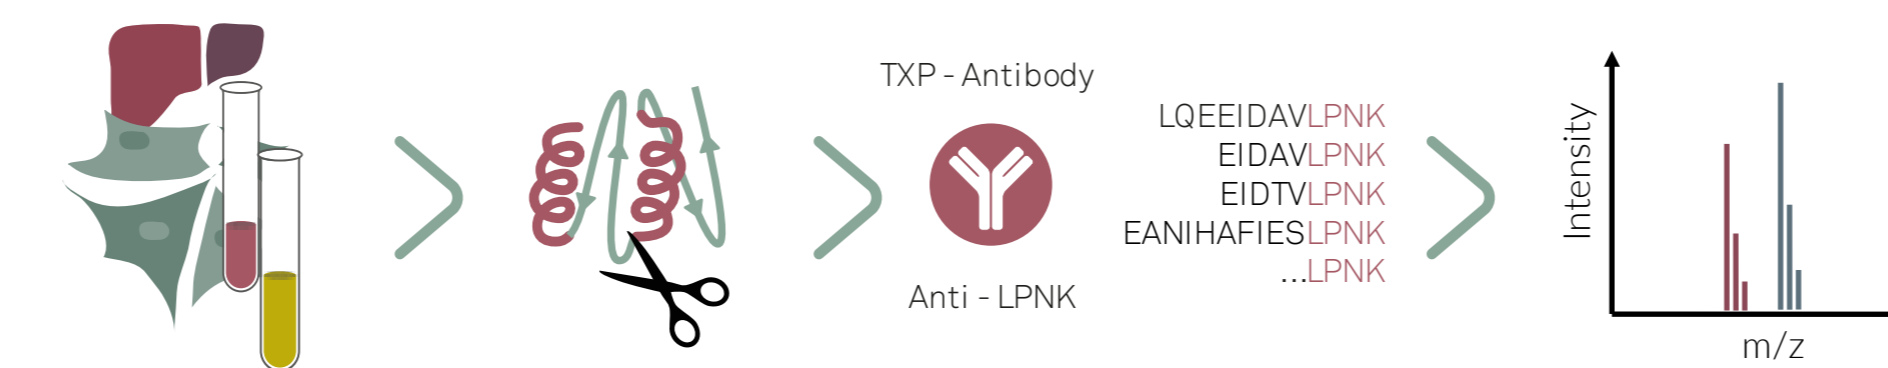 TXP - Antibody
Anti - LPNK
LQEEIDAVLPNK
EIDAVLPNK
EIDTVLPNK
EANIHAFIESLPNK
...LPNK
Intensity
m/z